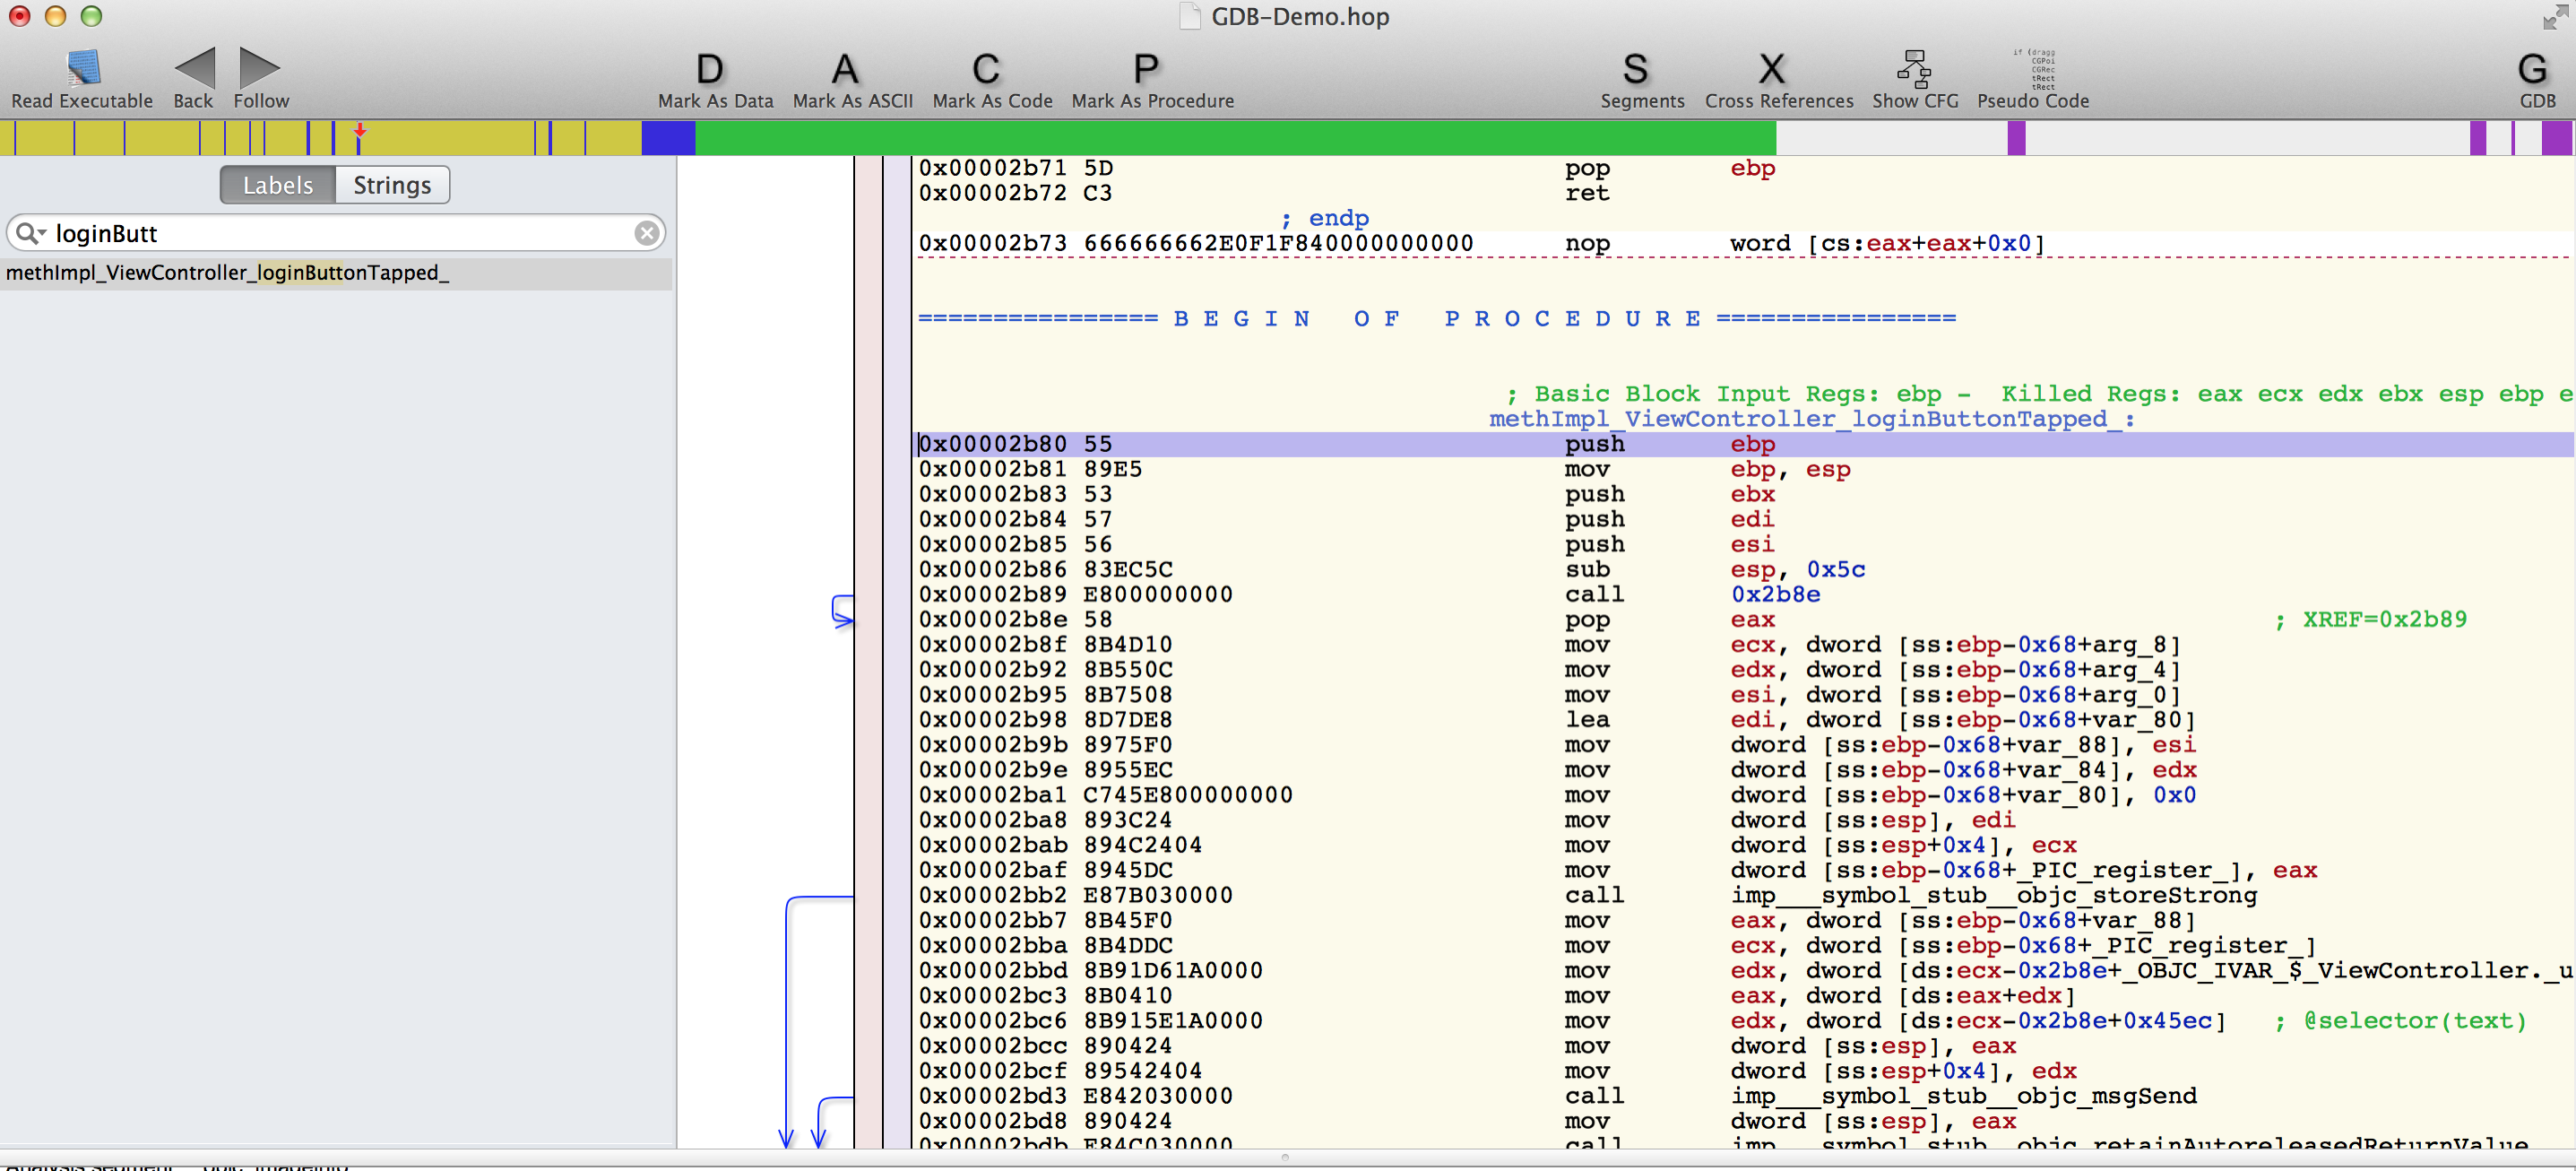 GDB-Demo.hop
D A C P S X G
if (dragg
CGPoi
CGRec
tRect
tRect
Read Executable Back Follow Mark As Data Mark As ASCII Mark As Code Mark As Procedure Segments Cross References Show CFG Pseudo Code GDB
Labels Strings
loginButt
methImpl_ViewController_loginButtonTapped_
0x00002b71 5D pop ebp
0x00002b72 C3 ret
; endp
0x00002b73 666666662E0F1F840000000000 nop word [cs:eax+eax+0x0]
================ B E G I N   O F   P R O C E D U R E ================
; Basic Block Input Regs: ebp - Killed Regs: eax ecx edx ebx esp ebp e
methImpl_ViewController_loginButtonTapped_:
0x00002b80 55 push ebp
0x00002b81 89E5 mov ebp, esp
0x00002b83 53 push ebx
0x00002b84 57 push edi
0x00002b85 56 push esi
0x00002b86 83EC5C sub esp, 0x5c
0x00002b89 E800000000 call 0x2b8e
0x00002b8e 58 pop eax ; XREF=0x2b89
0x00002b8f 8B4D10 mov ecx, dword [ss:ebp-0x68+arg_8]
0x00002b92 8B550C mov edx, dword [ss:ebp-0x68+arg_4]
0x00002b95 8B7508 mov esi, dword [ss:ebp-0x68+arg_0]
0x00002b98 8D7DE8 lea edi, dword [ss:ebp-0x68+var_80]
0x00002b9b 8975F0 mov dword [ss:ebp-0x68+var_88], esi
0x00002b9e 8955EC mov dword [ss:ebp-0x68+var_84], edx
0x00002ba1 C745E800000000 mov dword [ss:ebp-0x68+var_80], 0x0
0x00002ba8 893C24 mov dword [ss:esp], edi
0x00002bab 894C2404 mov dword [ss:esp+0x4], ecx
0x00002baf 8945DC mov dword [ss:ebp-0x68+_PIC_register_], eax
0x00002bb2 E87B030000 call imp___symbol_stub__objc_storeStrong
0x00002bb7 8B45F0 mov eax, dword [ss:ebp-0x68+var_88]
0x00002bba 8B4DDC mov ecx, dword [ss:ebp-0x68+_PIC_register_]
0x00002bbd 8B91D61A0000 mov edx, dword [ds:ecx-0x2b8e+_OBJC_IVAR_$_ViewController._u
0x00002bc3 8B0410 mov eax, dword [ds:eax+edx]
0x00002bc6 8B915E1A0000 mov edx, dword [ds:ecx-0x2b8e+0x45ec] ; @selector(text)
0x00002bcc 890424 mov dword [ss:esp], eax
0x00002bcf 89542404 mov dword [ss:esp+0x4], edx
0x00002bd3 E842030000 call imp___symbol_stub__objc_msgSend
0x00002bd8 890424 mov dword [ss:esp], eax
0x00002bdb E84C030000 call imp___symbol_stub__objc_retainAutoreleasedReturnValue